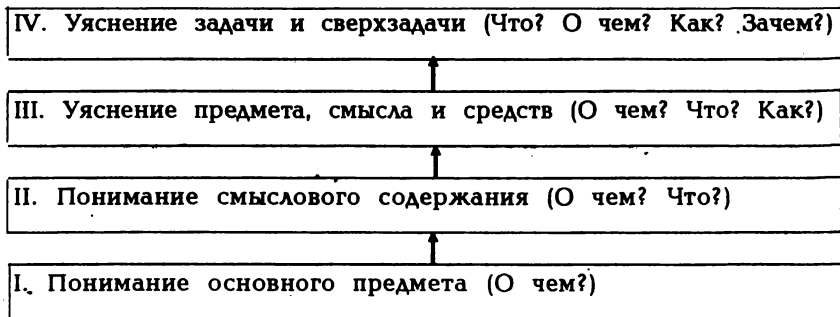 IV. Уяснение задачи и сверхзадачи (Что? О чем? Как? Зачем?)
III. Уяснение предмета, смысла и средств (О чем? Что? Как?)
II. Понимание смыслового содержания (О чем? Что?)
I. Понимание основного предмета (О чем?)